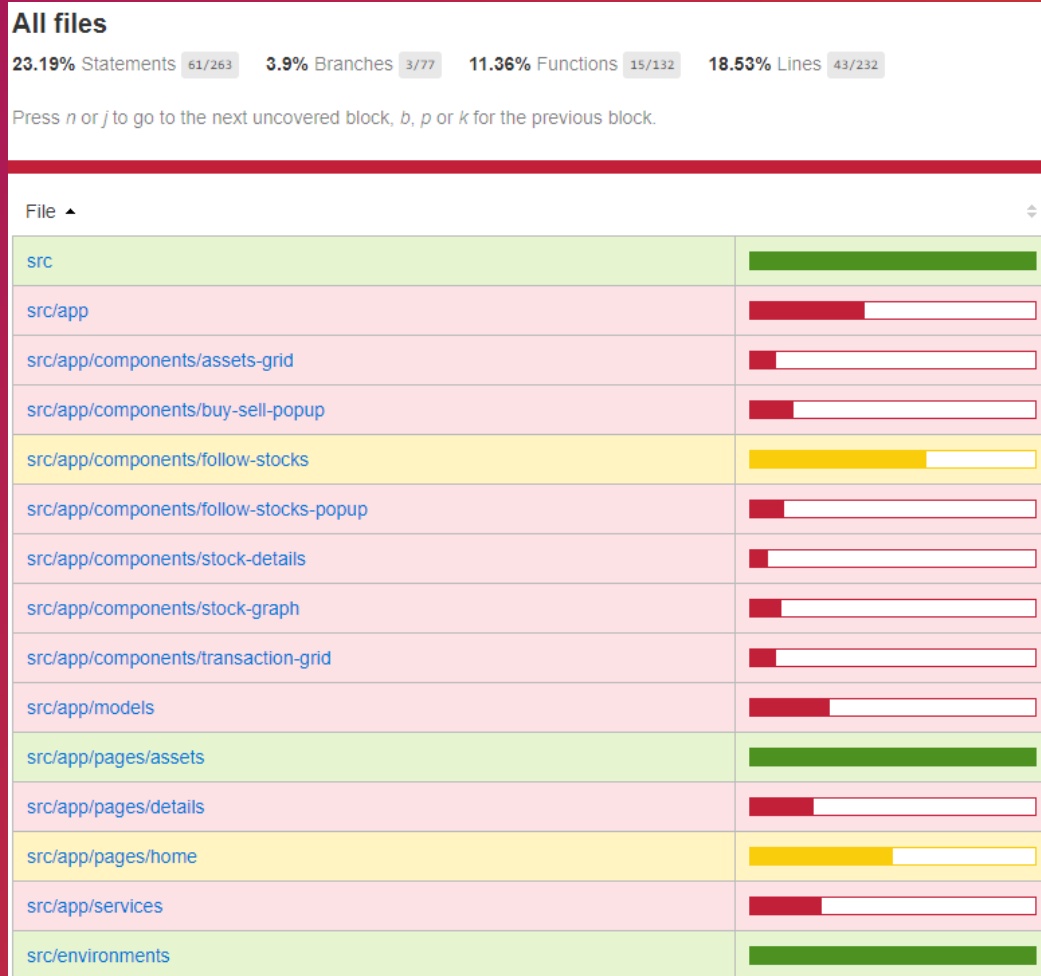 All files
23.19% Statements 61/263 3.9% Branches 3/77 11.36% Functions 15/132 18.53% Lines 43/232
Press n or j to go to the next uncovered block, b, p or k for the previous block.
File
src
src/app
src/app/components/assets-grid
src/app/components/buy-sell-popup
src/app/components/follow-stocks
src/app/components/follow-stocks-popup
src/app/components/stock-details
src/app/components/stock-graph
src/app/components/transaction-grid
src/app/models
src/app/pages/assets
src/app/pages/details
src/app/pages/home
src/app/services
src/environments